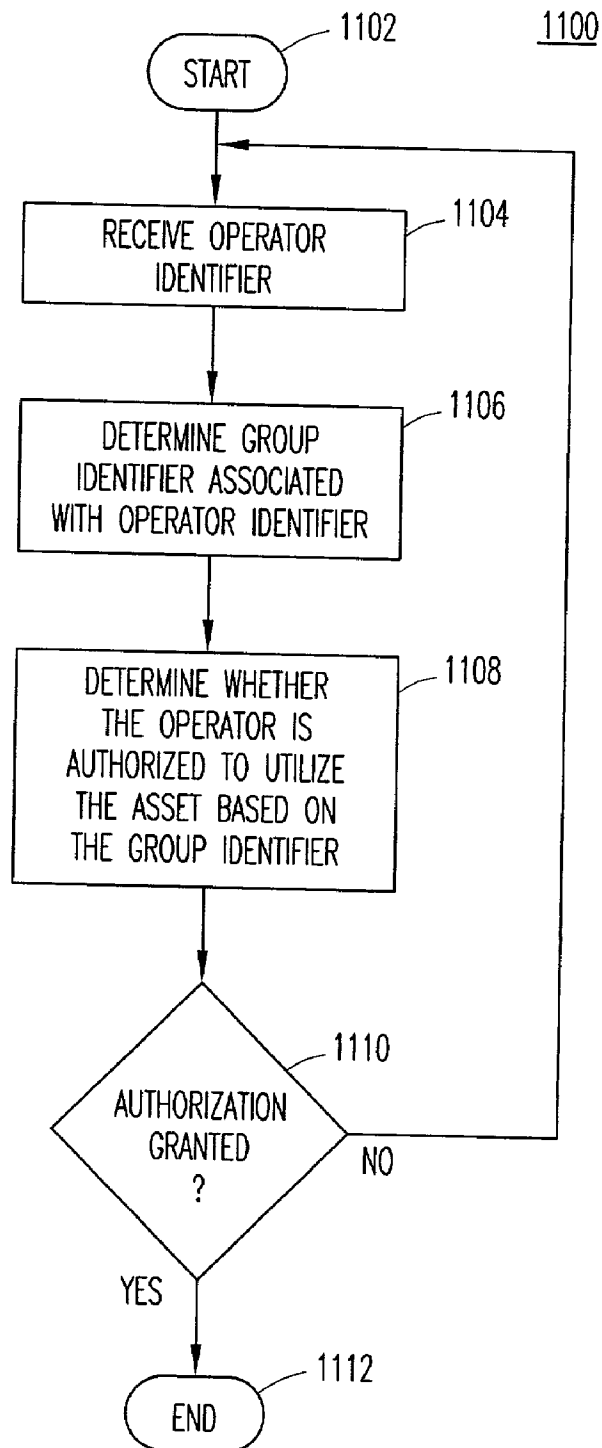 1102
1100
START
1104
RECEIVE OPERATOR
IDENTIFIER
1106
DETERMINE GROUP
IDENTIFIER ASSOCIATED
WITH OPERATOR IDENTIFIER
1108
DETERMINE WHETHER
THE OPERATOR IS
AUTHORIZED TO UTILIZE
THE ASSET BASED ON
THE GROUP IDENTIFIER
1110
AUTHORIZATION
GRANTED
?
NO
YES
1112
END